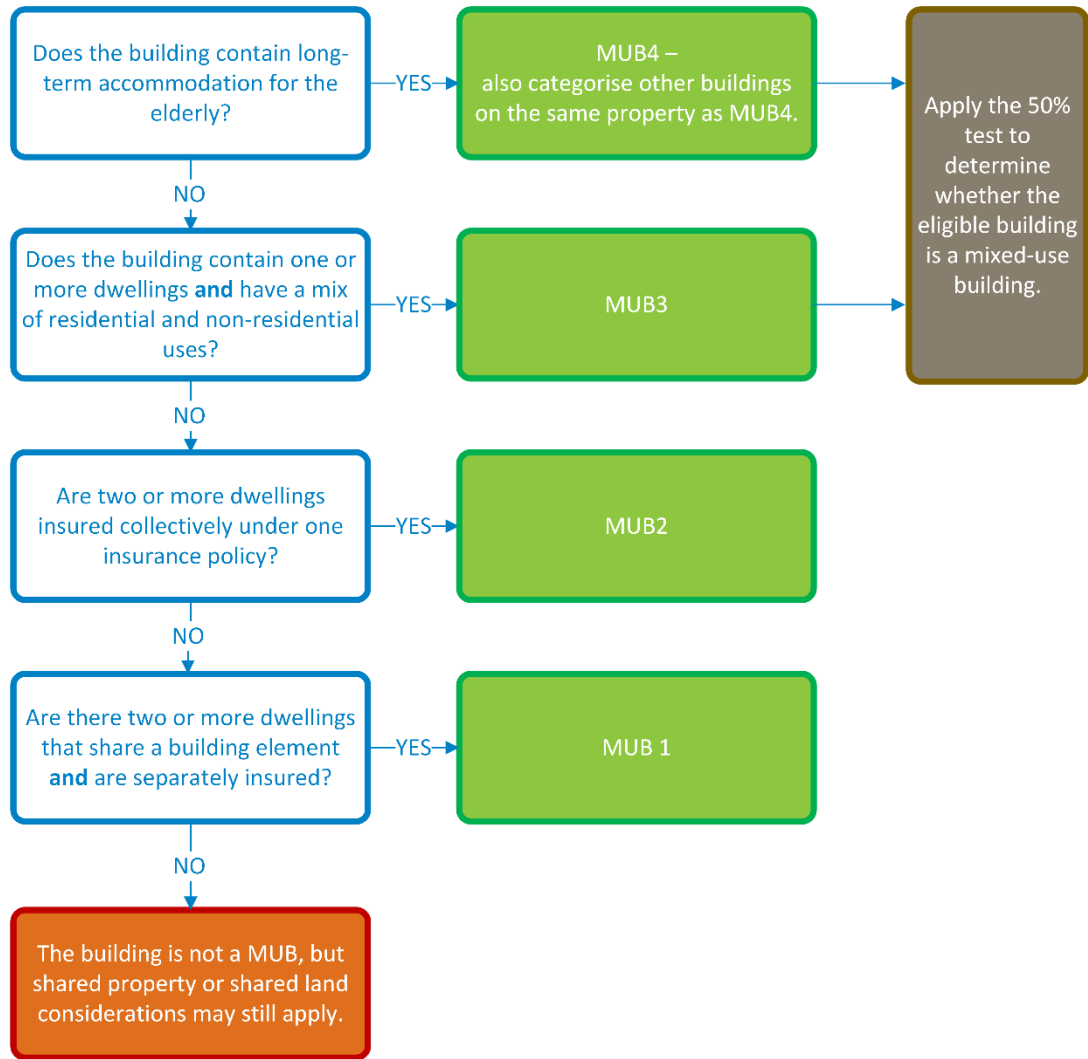 Does the building contain long-
term accommodation for the
elderly?
YES
MUB4 –
also categorise other buildings
on the same property as MUB4.
Apply the 50%
test to
determine
whether the
eligible building
is a mixed-use
building.
NO
Does the building contain one or
more dwellings and have a mix
of residential and non-residential
uses?
YES
MUB3
NO
Are two or more dwellings
insured collectively under one
insurance policy?
YES
MUB2
NO
Are there two or more dwellings
that share a building element
and are separately insured?
YES
MUB 1
NO
The building is not a MUB, but
shared property or shared land
considerations may still apply.